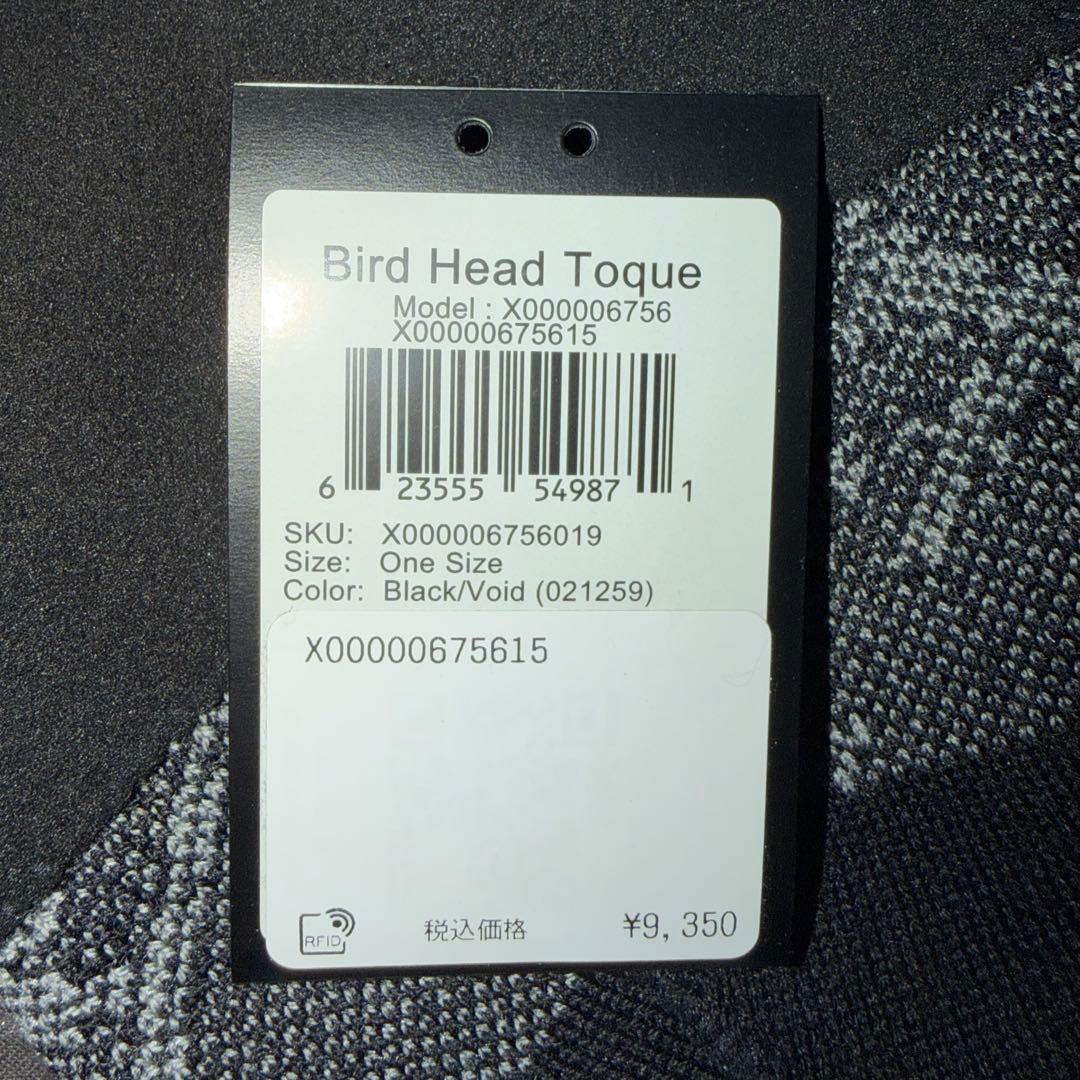 Bird Head Toque
Model : X000006756
X00000675615
6 23555 54987 1
SKU: X000006756019
Size: One Size
Color: Black/Void (021259)
X00000675615
RFID 税込価格 ¥9,350